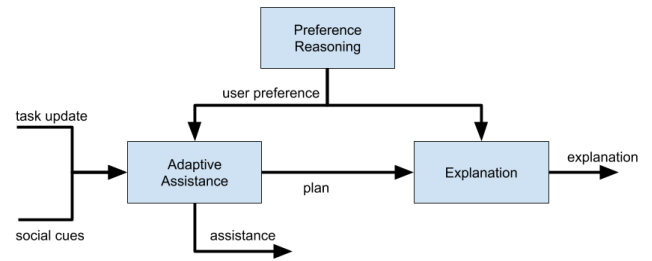 Preference
Reasoning
user preference
task update
Adaptive
Assistance
plan
Explanation
explanation
social cues
assistance